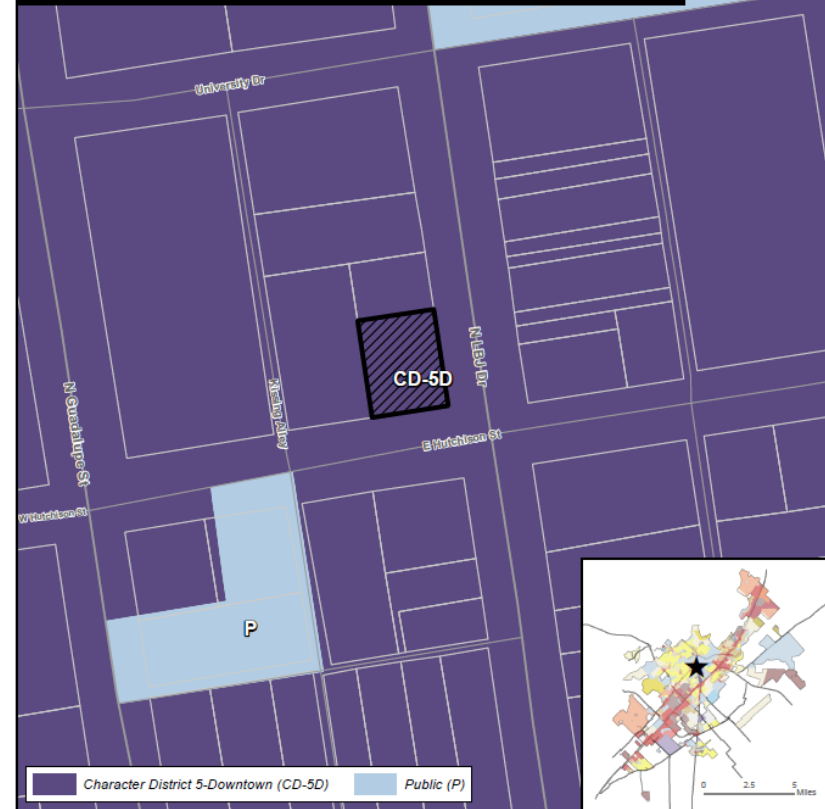 University Dr
N LBJ Dr
CD-5D
Kissing Alley
N Guadalupe St
E Hutchison St
W Hutchison St
P
Character District 5-Downtown (CD-5D)
Public (P)
0 2.5 5
Miles